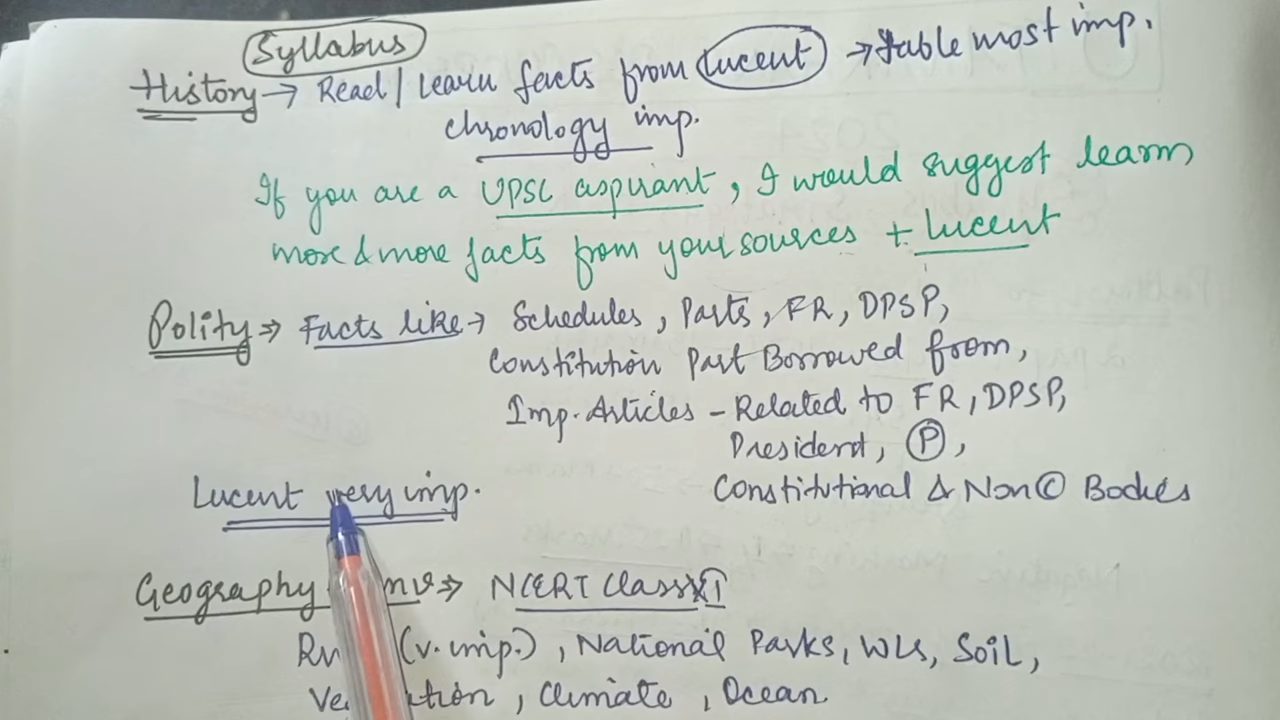 Syllabus
History → Read/learn facts from Lucent → table most imp.
chronology imp.
If you are a UPSC aspirant, I would suggest learn
more & more facts from your sources + Lucent
Polity ⇒ Facts like → Schedules, Parts, FR, DPSP,
Constitution Part Borrowed from,
Imp. Articles - Related to FR, DPSP,
President, Ⓟ,
Lucent very imp.
Constitutional & Non © Bodies
Geography ⇒ NCERT Class XI
(v. imp.), National Parks, WLS, Soil,
, Climate, Ocean